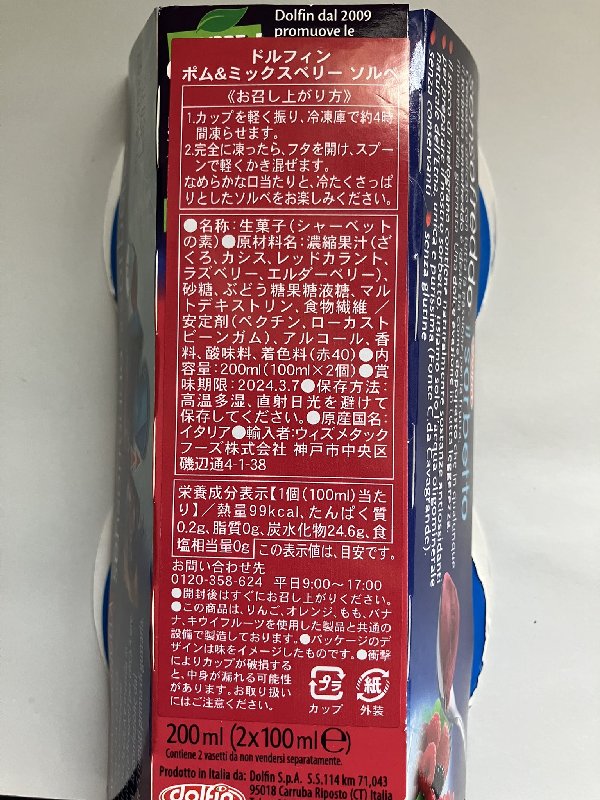 Dolfin dal 2009
promuove le
ドルフィン
ポム&ミックスベリー ソルベ
《お召し上がり方》
1.カップを軽く振り、冷凍庫で約4時
間凍らせます。
2.完全に凍ったら、フタを開け、スプー
ンで軽くかき混ぜます。
なめらかな口当たりと、冷たくさっぱ
りとしたソルベをお楽しみください。
●名称:生菓子(シャーベット
の素)●原材料名:濃縮果汁(ざ
くろ、カシス、レッドカラント、
ラズベリー、エルダーベリー)、
砂糖、ぶどう糖果糖液糖、マル
トデキストリン、食物繊維/
安定剤(ペクチン、ローカスト
ビーンガム)、アルコール、香
料、酸味料、着色料(赤40)●内
容量:200ml(100ml×2個)●賞
味期限:2024.3.7●保存方法:
高温多湿、直射日光を避けて
保存してください。●原産国名:
イタリア●輸入者:ウィズメタック
フーズ株式会社 神戸市中央区
磯辺通4-1-38
栄養成分表示【1個(100ml)当た
り】/熱量99kcal、たんぱく質
0.2g、脂質0g、炭水化物24.6g、食
塩相当量0g この表示値は、目安です。
お問い合わせ先
0120-358-624 平日9:00～17:00
●開封後はすぐにお召し上がりください。
●この商品は、りんご、オレンジ、もも、バナ
ナ、キウイフルーツを使用した製品と共通の
設備で製造しております。●パッケージのデ
ザインは味をイメージしたものです。●衝撃
によりカップが破損する
と、中身が漏れる可能性
があります。お取り扱い
にはご注意ください。
プラ
カップ
紙
外装
200ml (2x100ml℮)
Contiene 2 vasetti da non vendersi separatamente.
Prodotto in Italia da: Dolfin S.p.A. S.S.114 km 71,043
95018 Carruba Riposto (CT) Italia
dolfin
il sorbetto
senza conservanti
senza glutine